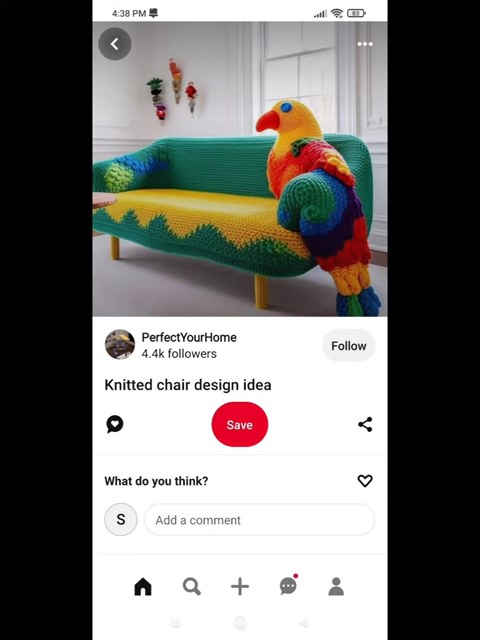 4:38 PM
83
PerfectYourHome
4.4k followers
Follow
Knitted chair design idea
Save
What do you think?
S
Add a comment